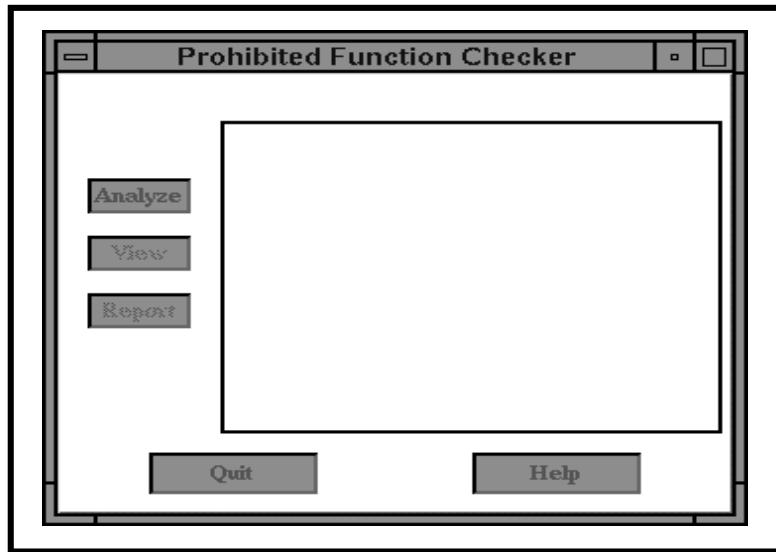 Prohibited Function Checker
Analyze
View
Report
Quit
Help